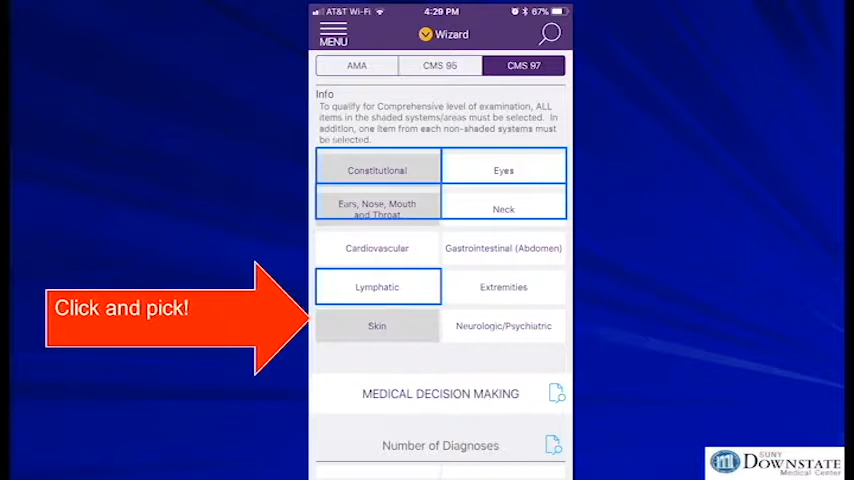 AT&T Wi-Fi
4:29 PM
67%
MENU
Wizard
AMA
CMS 95
CMS 97
Info
To qualify for Comprehensive level of examination, ALL
items in the shaded systems/areas must be selected. In
addition, one item from each non-shaded systems must
be selected.
Constitutional
Eyes
Ears, Nose, Mouth
and Throat
Neck
Cardiovascular
Gastrointestinal (Abdomen)
Lymphatic
Extremities
Click and pick!
Skin
Neurologic/Psychiatric
MEDICAL DECISION MAKING
Number of Diagnoses
SUNY
DOWNSTATE
Medical Center